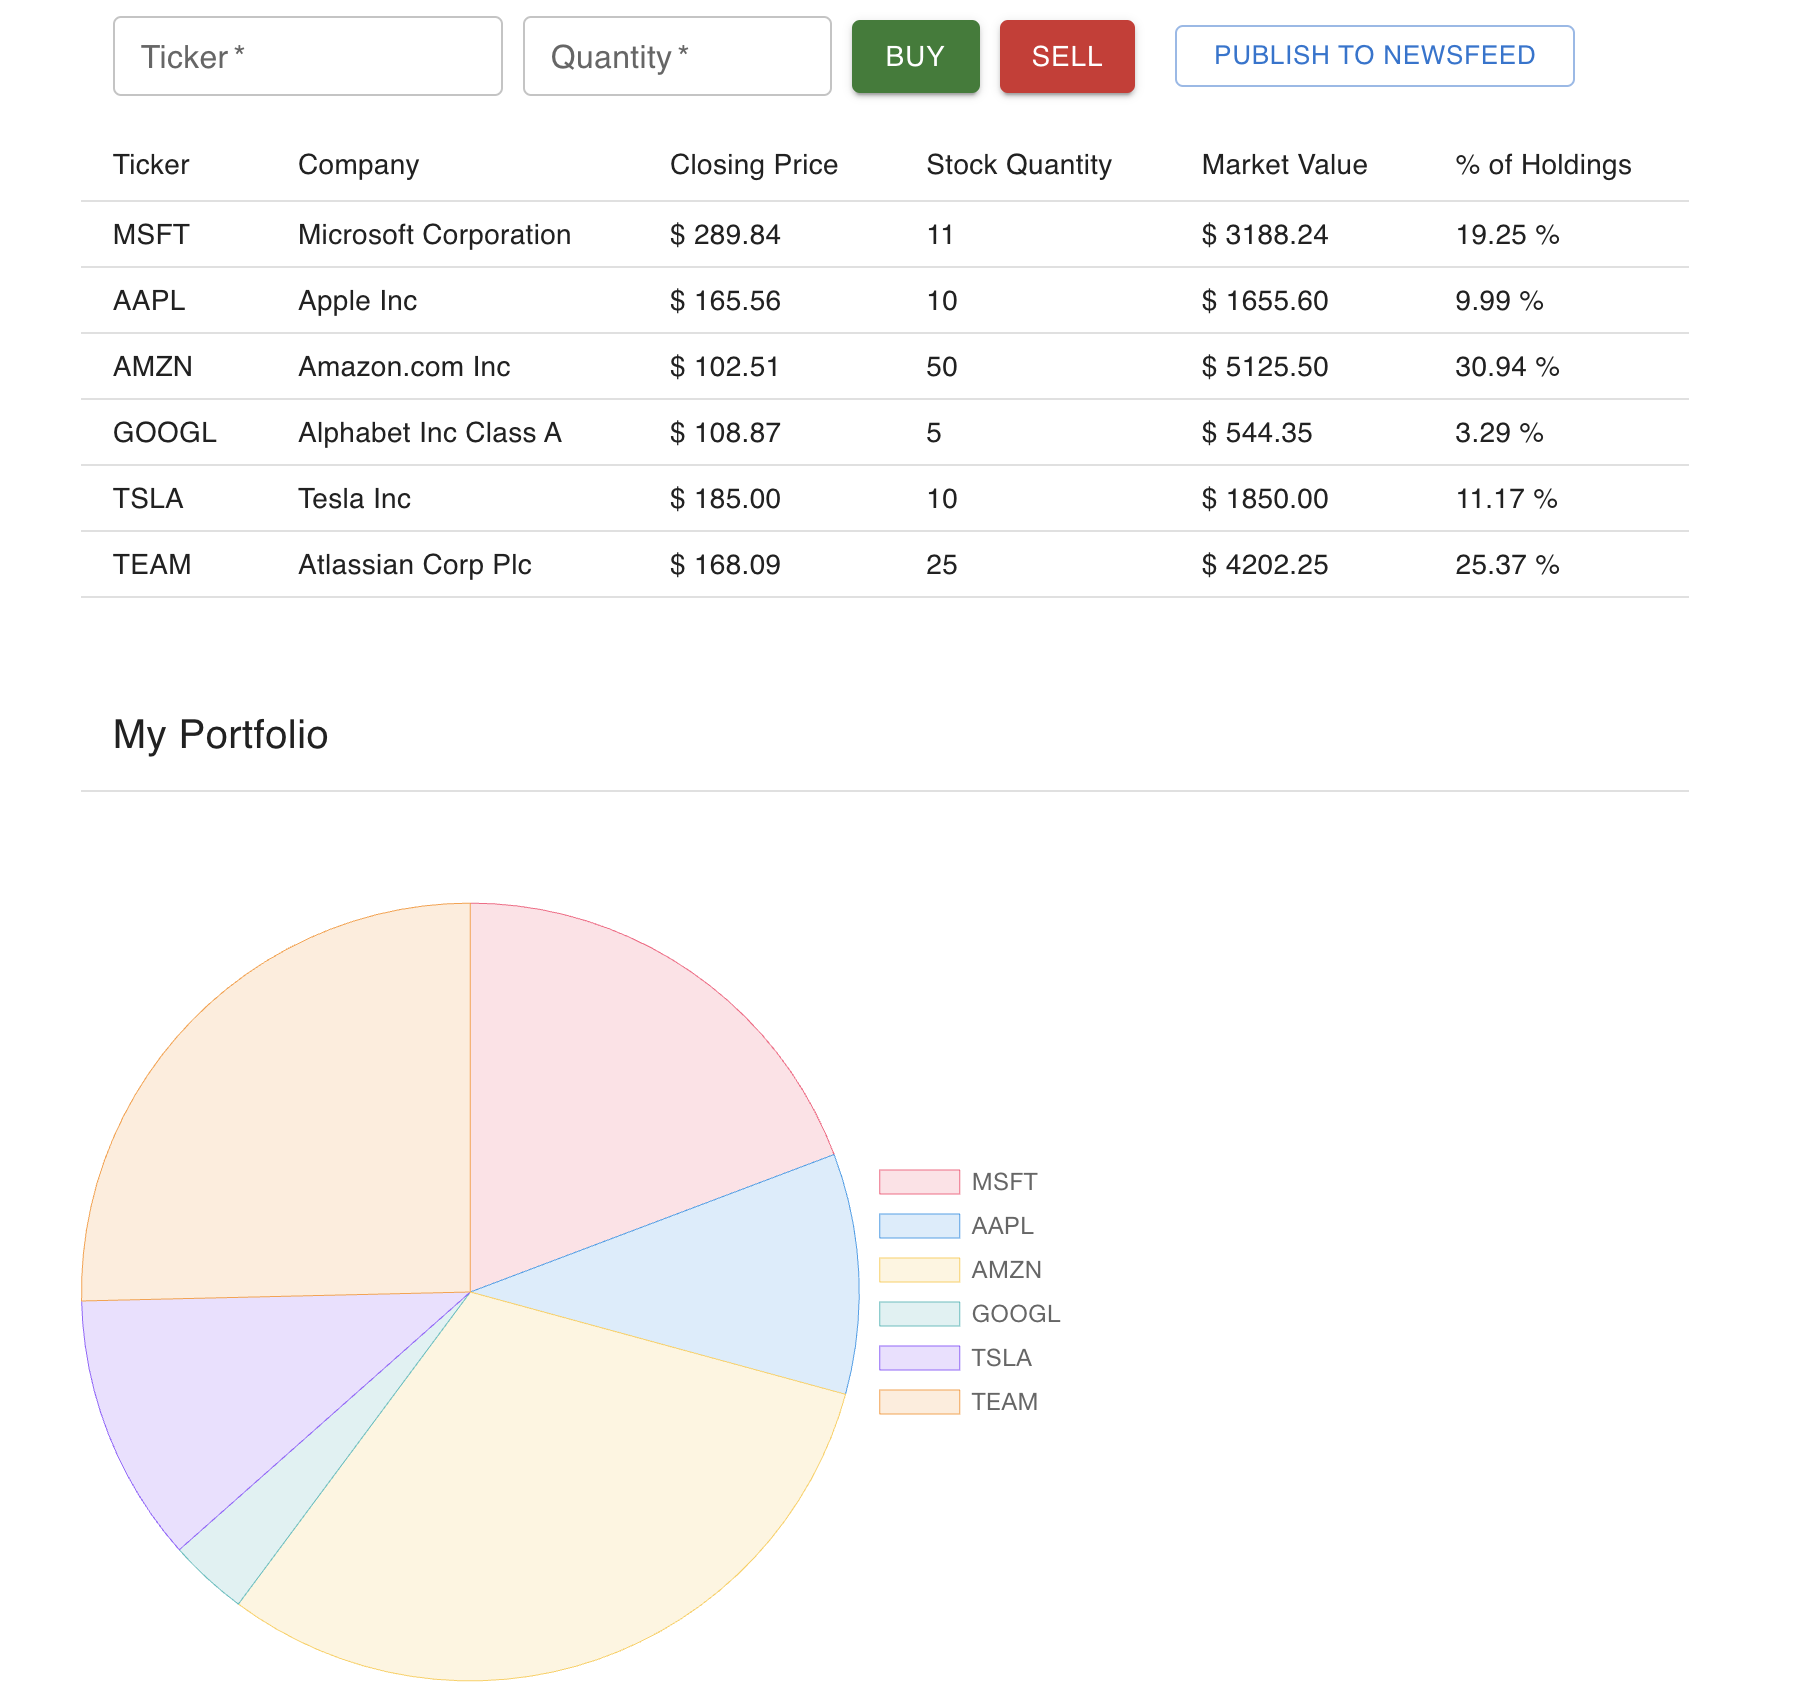 Ticker * Quantity * BUY SELL PUBLISH TO NEWSFEED
Ticker Company Closing Price Stock Quantity Market Value % of Holdings
MSFT Microsoft Corporation $ 289.84 11 $ 3188.24 19.25 %
AAPL Apple Inc $ 165.56 10 $ 1655.60 9.99 %
AMZN Amazon.com Inc $ 102.51 50 $ 5125.50 30.94 %
GOOGL Alphabet Inc Class A $ 108.87 5 $ 544.35 3.29 %
TSLA Tesla Inc $ 185.00 10 $ 1850.00 11.17 %
TEAM Atlassian Corp Plc $ 168.09 25 $ 4202.25 25.37 %
My Portfolio
MSFT
AAPL
AMZN
GOOGL
TSLA
TEAM